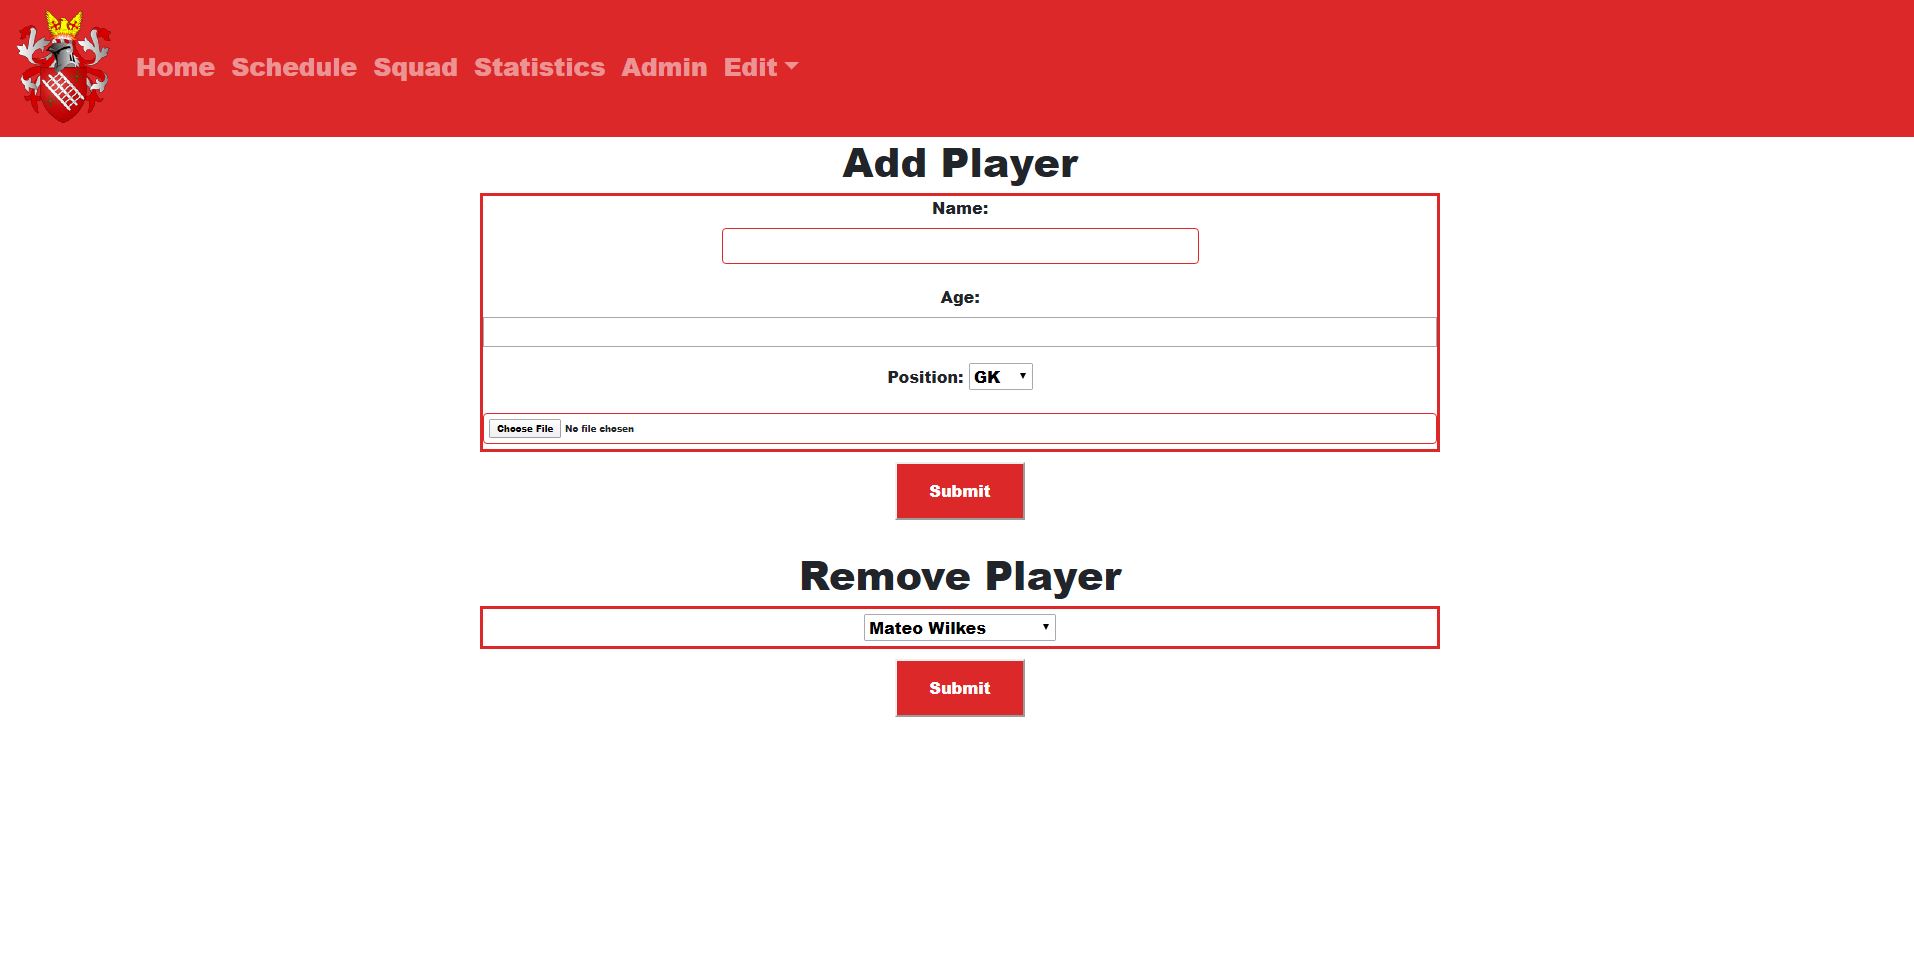 Home Schedule Squad Statistics Admin Edit
Add Player
Name:
Age:
Position: GK
Choose File No file chosen
Submit
Remove Player
Mateo Wilkes
Submit